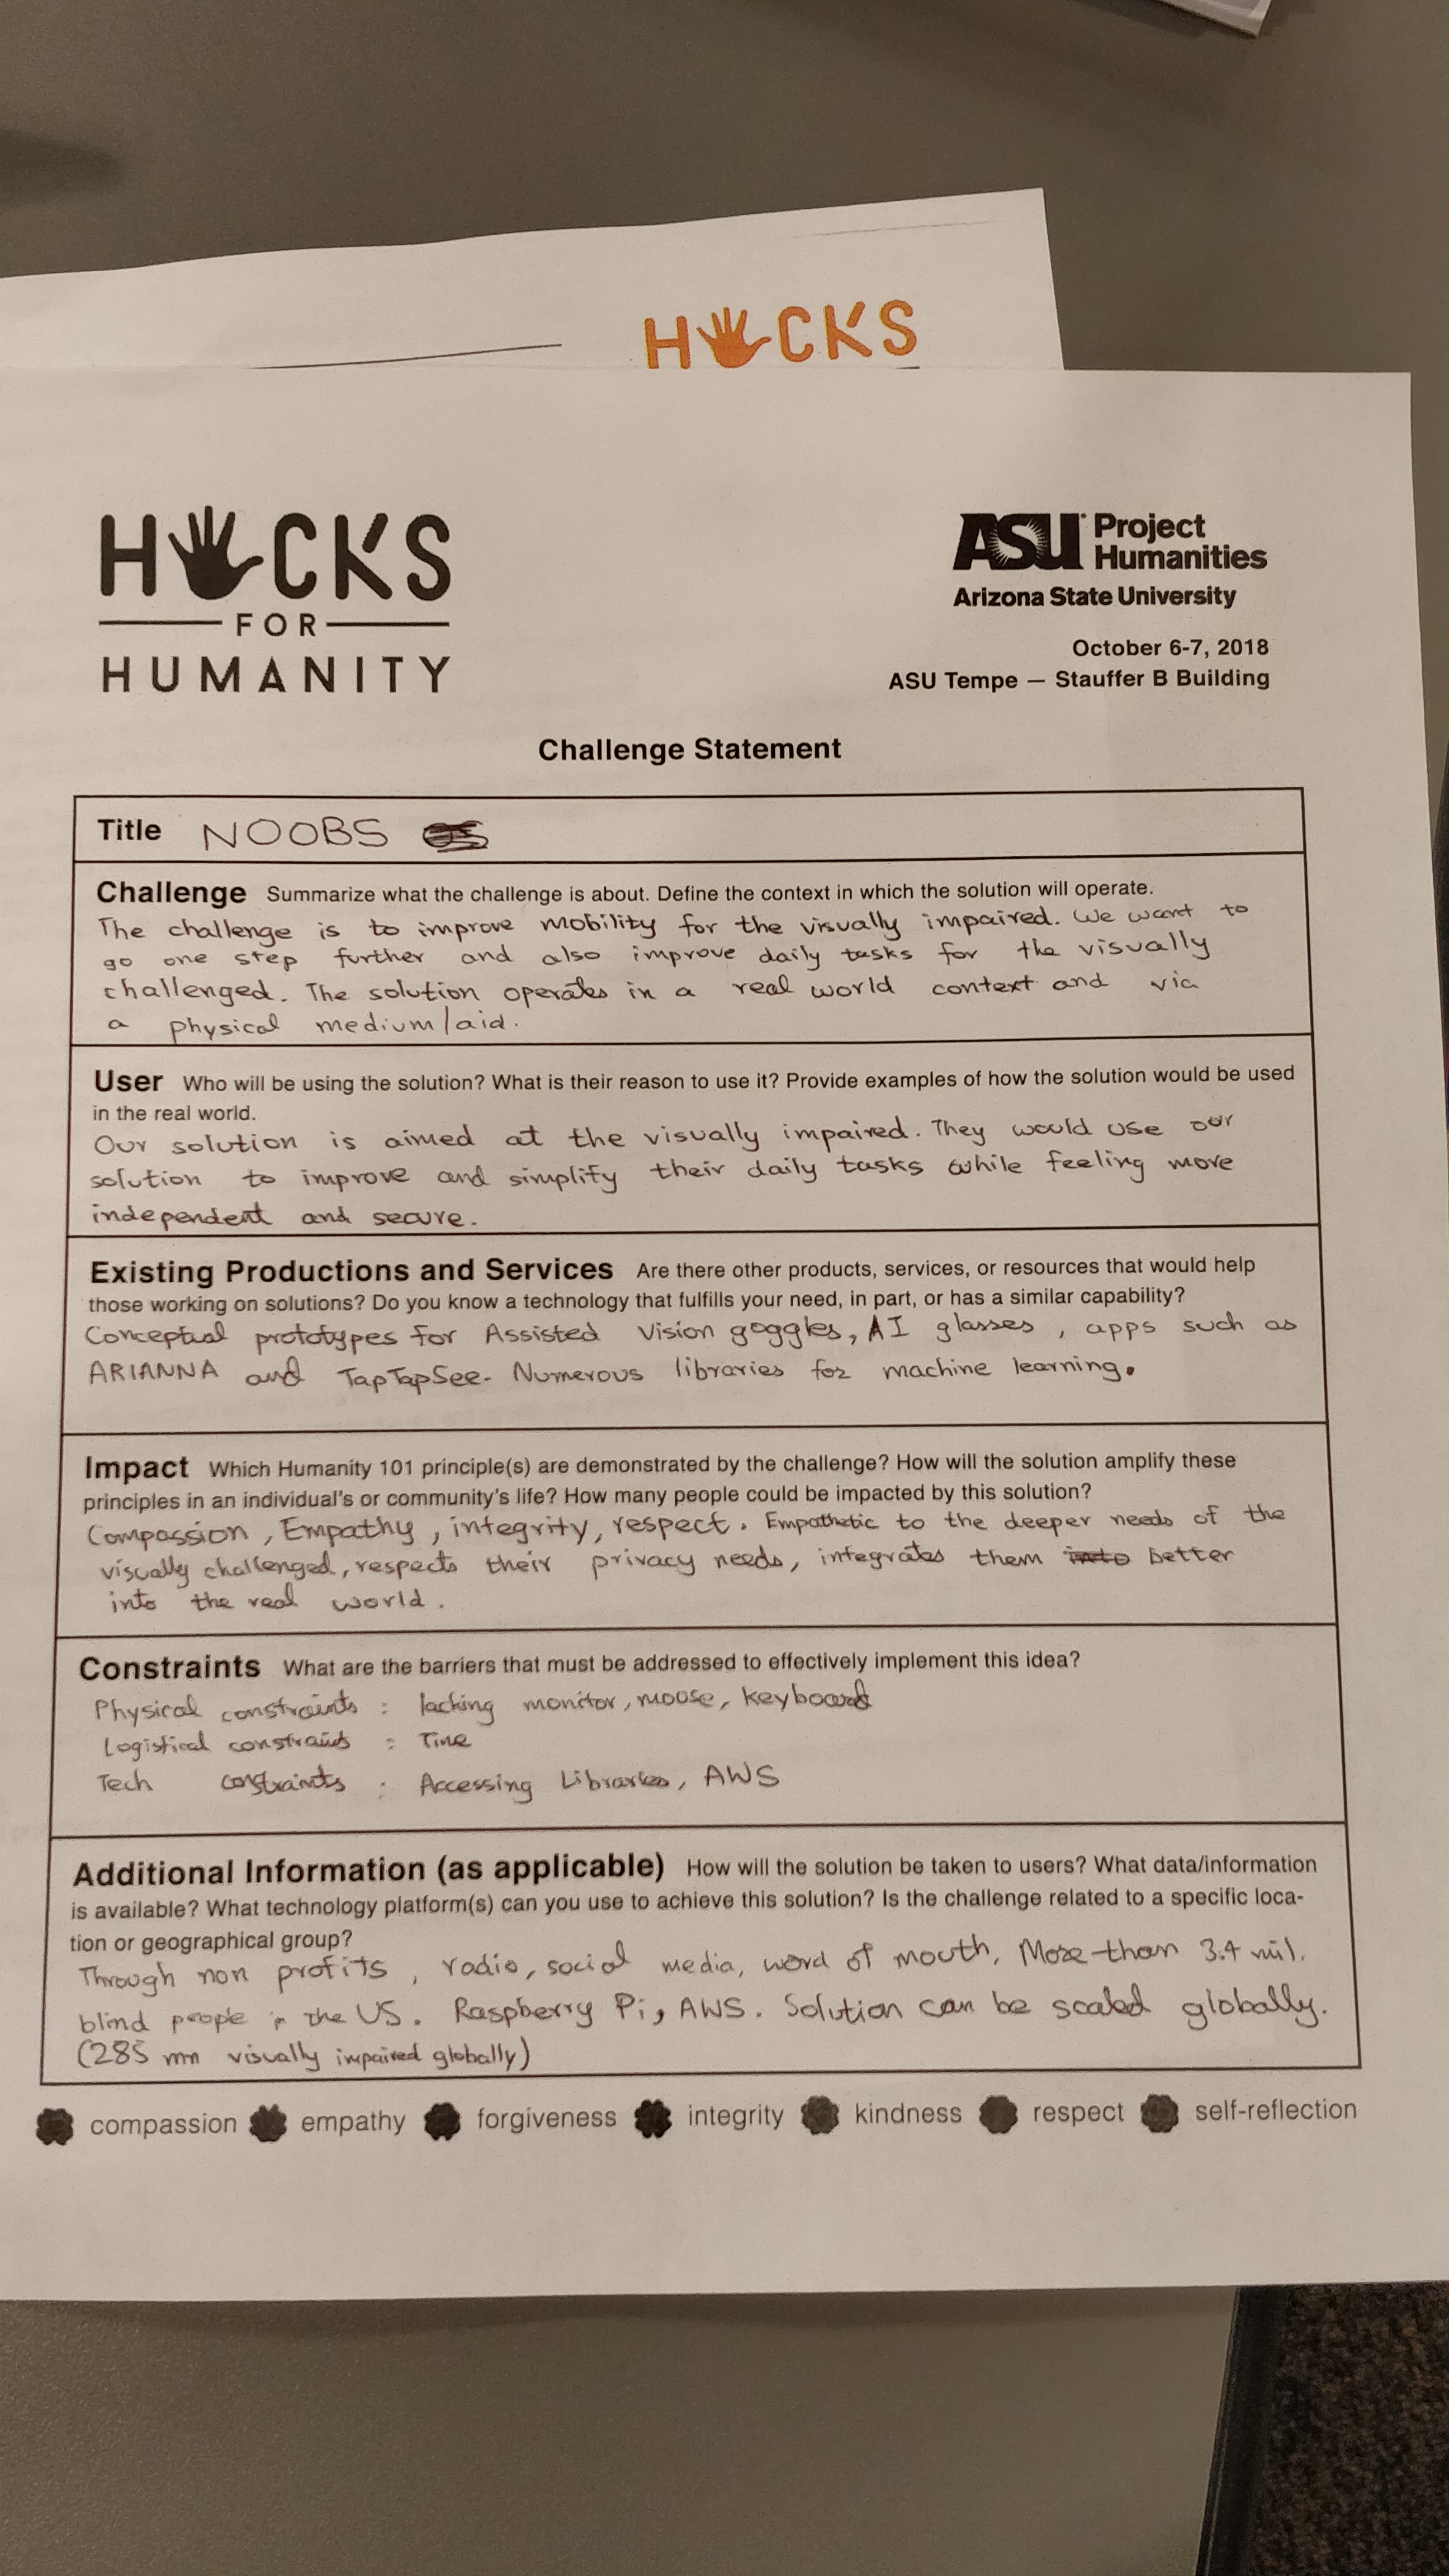 H CKS
H CKS
FOR
HUMANITY
ASU Project
Humanities
Arizona State University
October 6-7, 2018
ASU Tempe — Stauffer B Building
Challenge Statement
Title NOOBS
Challenge Summarize what the challenge is about. Define the context in which the solution will operate.
The challenge is to improve mobility for the visually impaired. We want to
go one step further and also improve daily tasks for the visually
challenged. The solution operates in a real world context and via
a physical medium/aid.
User Who will be using the solution? What is their reason to use it? Provide examples of how the solution would be used
in the real world.
Our solution is aimed at the visually impaired. They would use our
solution to improve and simplify their daily tasks while feeling more
independent and secure.
Existing Productions and Services Are there other products, services, or resources that would help
those working on solutions? Do you know a technology that fulfills your need, in part, or has a similar capability?
Conceptual prototypes for Assisted Vision goggles, AI glasses, apps such as
ARIANNA and TapTapSee. Numerous libraries for machine learning.
Impact Which Humanity 101 principle(s) are demonstrated by the challenge? How will the solution amplify these
principles in an individual's or community's life? How many people could be impacted by this solution?
Compassion, Empathy, integrity, respect. Empathetic to the deeper needs of the
visually challenged, respects their privacy needs, integrates them into better
into the real world.
Constraints What are the barriers that must be addressed to effectively implement this idea?
Physical constraints : lacking monitor, mouse, keyboard
Logistical constraints : Time
Tech constraints : Accessing Libraries, AWS
Additional Information (as applicable) How will the solution be taken to users? What data/information
is available? What technology platform(s) can you use to achieve this solution? Is the challenge related to a specific loca-
tion or geographical group?
Through non profits, radio, social media, word of mouth. More than 3.4 mil.
blind people in the US. Raspberry Pi, AWS. Solution can be scaled globally.
(285 mn visually impaired globally)
compassion empathy forgiveness integrity kindness respect self-reflection